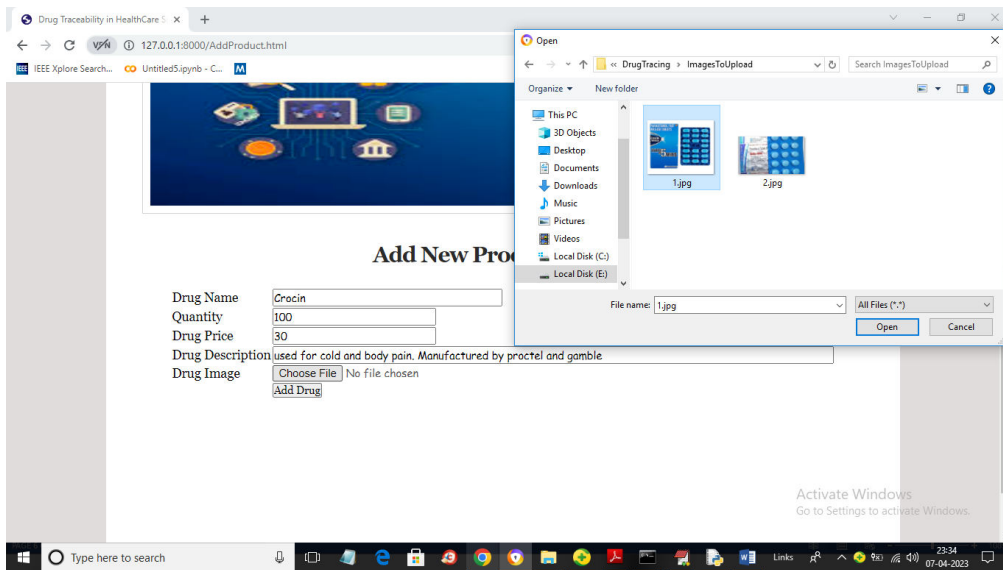 Drug Traceability in HealthCare S
127.0.0.1:8000/AddProduct.html
IEEE Xplore Search...
Untitled5.ipynb - C...
M
Open
« DrugTracing › ImagesToUpload
Search ImagesToUpload
Organize
New folder
This PC
3D Objects
Desktop
Documents
Downloads
Music
Pictures
Videos
Local Disk (C:)
Local Disk (E:)
1.jpg
2.jpg
File name: 1.jpg
All Files (*.*)
Open
Cancel
Add New Pro
Drug Name Crocin
Quantity 100
Drug Price 30
Drug Description used for cold and body pain. Manufactured by proctel and gamble
Drug Image Choose File No file chosen
Add Drug
Activate Windows
Go to Settings to activate Windows.
Type here to search
Links
23:34
07-04-2023